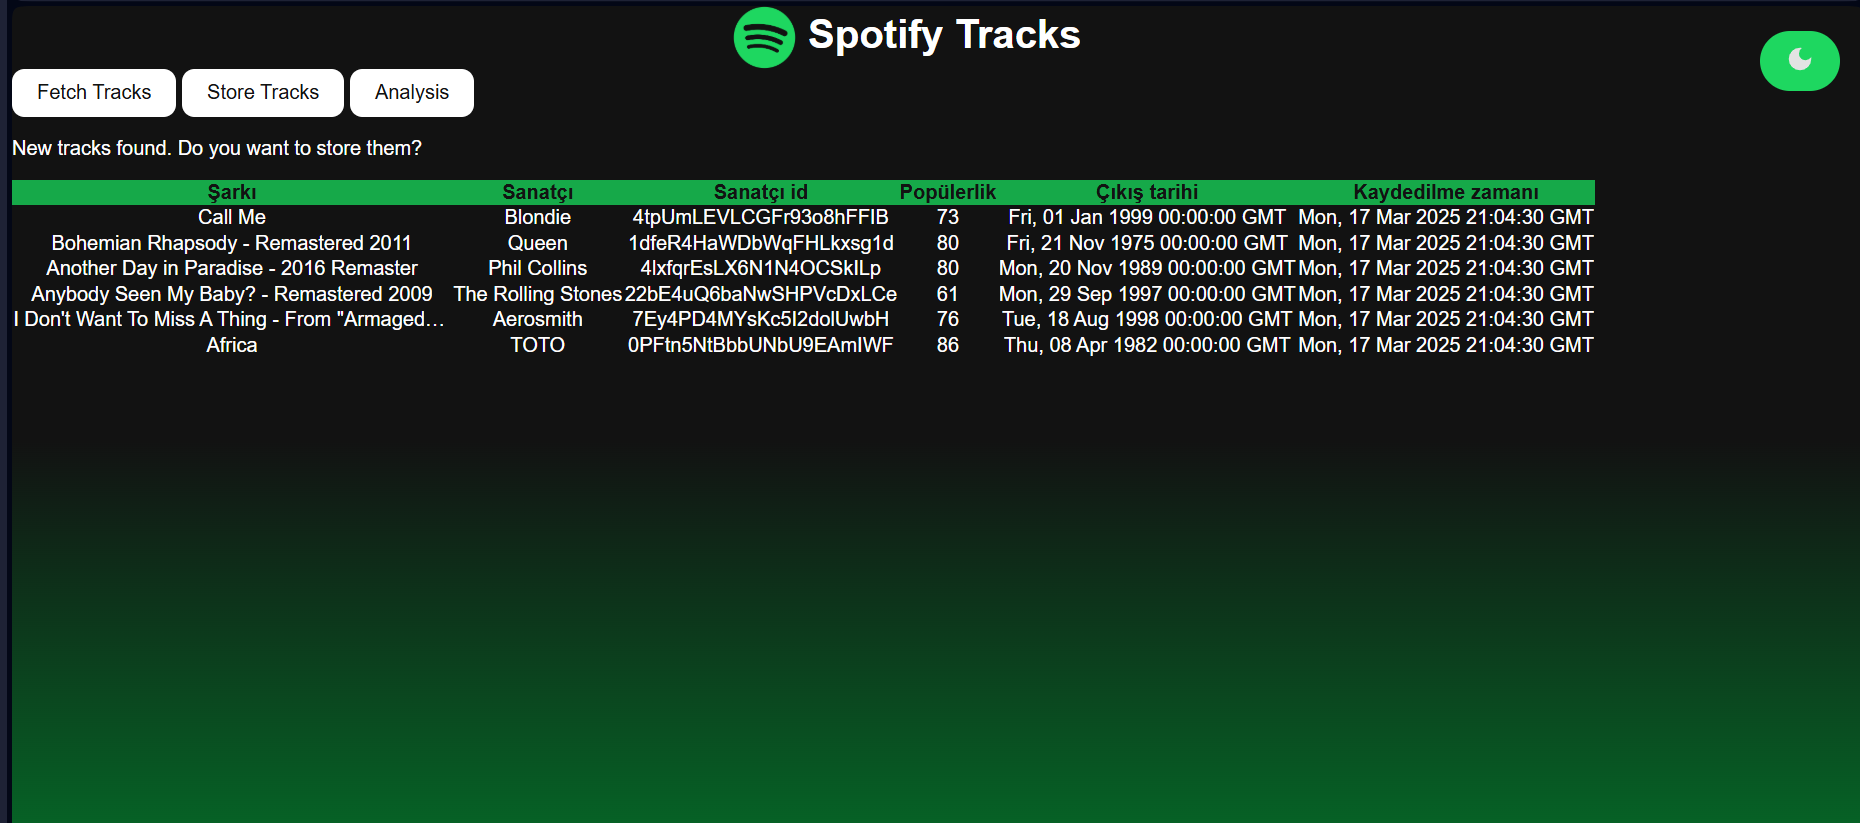 Spotify Tracks
Fetch Tracks Store Tracks Analysis
New tracks found. Do you want to store them?
Şarkı Sanatçı Sanatçı id Popülerlik Çıkış tarihi Kaydedilme zamanı
Call Me Blondie 4tpUmLEVLCGFr93o8hFFIB 73 Fri, 01 Jan 1999 00:00:00 GMT Mon, 17 Mar 2025 21:04:30 GMT
Bohemian Rhapsody - Remastered 2011 Queen 1dfeR4HaWDbWqFHLkxsg1d 80 Fri, 21 Nov 1975 00:00:00 GMT Mon, 17 Mar 2025 21:04:30 GMT
Another Day in Paradise - 2016 Remaster Phil Collins 4lxfqrEsLX6N1N4OCSkILp 80 Mon, 20 Nov 1989 00:00:00 GMT Mon, 17 Mar 2025 21:04:30 GMT
Anybody Seen My Baby? - Remastered 2009 The Rolling Stones 22bE4uQ6baNwSHPVcDxLCe 61 Mon, 29 Sep 1997 00:00:00 GMT Mon, 17 Mar 2025 21:04:30 GMT
I Don't Want To Miss A Thing - From "Armaged… Aerosmith 7Ey4PD4MYsKc5I2dolUwbH 76 Tue, 18 Aug 1998 00:00:00 GMT Mon, 17 Mar 2025 21:04:30 GMT
Africa TOTO 0PFtn5NtBbbUNbU9EAmIWF 86 Thu, 08 Apr 1982 00:00:00 GMT Mon, 17 Mar 2025 21:04:30 GMT